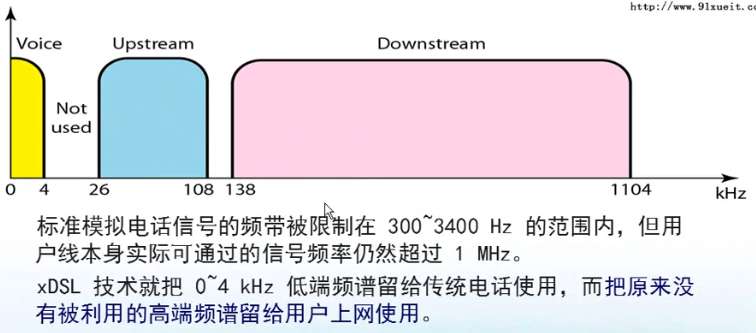 http://www.91xueit.co
Voice Upstream Downstream
Not
used
0 4 26 108 138 1104 kHz
标准模拟电话信号的频带被限制在 300~3400 Hz 的范围内，但用
户线本身实际可通过的信号频率仍然超过 1 MHz。
xDSL 技术就把 0~4 kHz 低端频谱留给传统电话使用，而把原来没
有被利用的高端频谱留给用户上网使用。